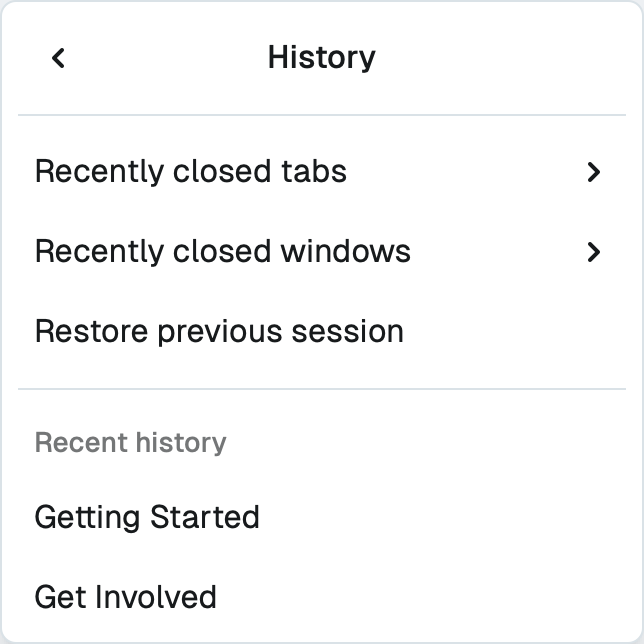 History
Recently closed tabs
Recently closed windows
Restore previous session
Recent history
Getting Started
Get Involved